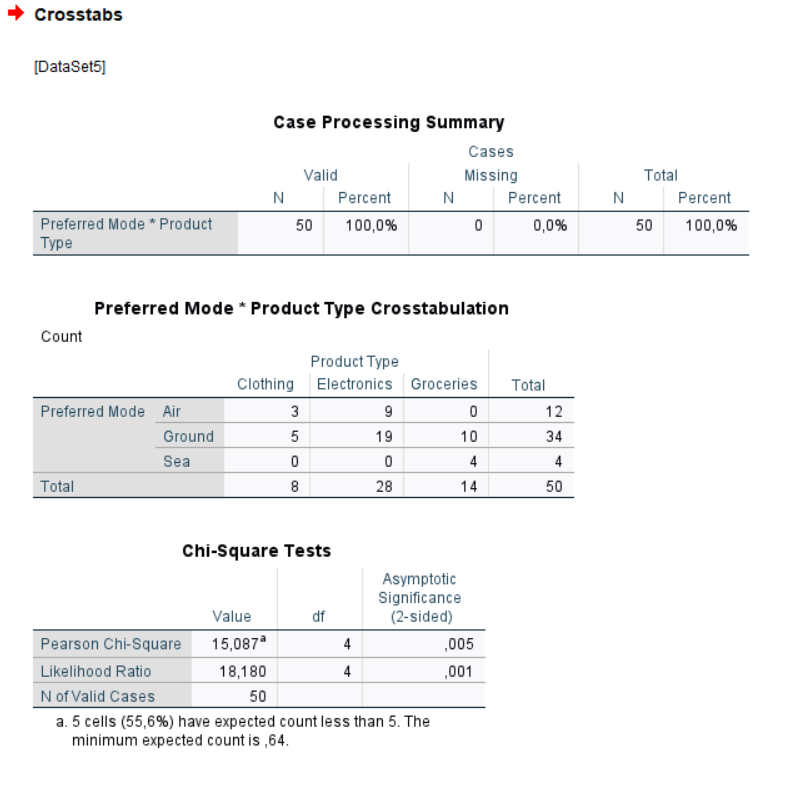 Crosstabs
[DataSet5]
Case Processing Summary
Cases
Valid Missing Total
N Percent N Percent N Percent
Preferred Mode * Product Type 50 100,0% 0 0,0% 50 100,0%
Preferred Mode * Product Type Crosstabulation
Count
Product Type
Clothing Electronics Groceries Total
Preferred Mode Air 3 9 0 12
Ground 5 19 10 34
Sea 0 0 4 4
Total 8 28 14 50
Chi-Square Tests
Value df Asymptotic Significance (2-sided)
Pearson Chi-Square 15,087a 4 ,005
Likelihood Ratio 18,180 4 ,001
N of Valid Cases 50
a. 5 cells (55,6%) have expected count less than 5. The
minimum expected count is ,64.